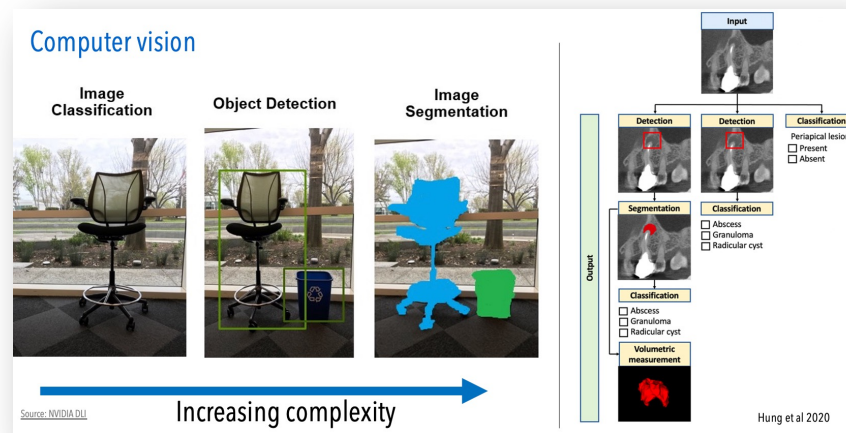 Computer vision
Image
Classification
Object Detection
Image
Segmentation
Increasing complexity
Source: NVIDIA DLI
Input
Output
Detection
Detection
Classification
Periapical lesion
Present
Absent
Segmentation
Classification
Abscess
Granuloma
Radicular cyst
Classification
Abscess
Granuloma
Radicular cyst
Volumetric
measurement
Hung et al 2020